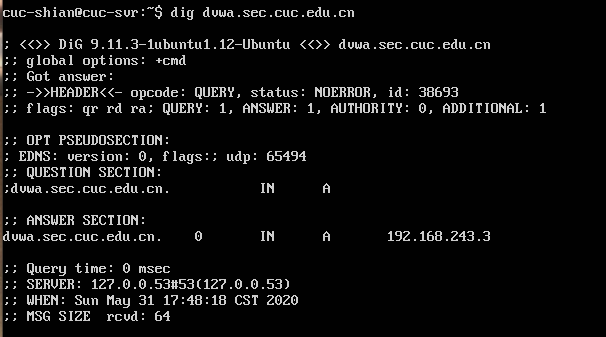 cuc-shian@cuc-svr:~$ dig dvwa.sec.cuc.edu.cn
; <<>> DiG 9.11.3-1ubuntu1.12-Ubuntu <<>> dvwa.sec.cuc.edu.cn
;; global options: +cmd
;; Got answer:
;; ->>HEADER<<- opcode: QUERY, status: NOERROR, id: 38693
;; flags: qr rd ra; QUERY: 1, ANSWER: 1, AUTHORITY: 0, ADDITIONAL: 1
;; OPT PSEUDOSECTION:
; EDNS: version: 0, flags:; udp: 65494
;; QUESTION SECTION:
;dvwa.sec.cuc.edu.cn. IN A
;; ANSWER SECTION:
dvwa.sec.cuc.edu.cn. 0 IN A 192.168.243.3
;; Query time: 0 msec
;; SERVER: 127.0.0.53#53(127.0.0.53)
;; WHEN: Sun May 31 17:48:18 CST 2020
;; MSG SIZE rcvd: 64